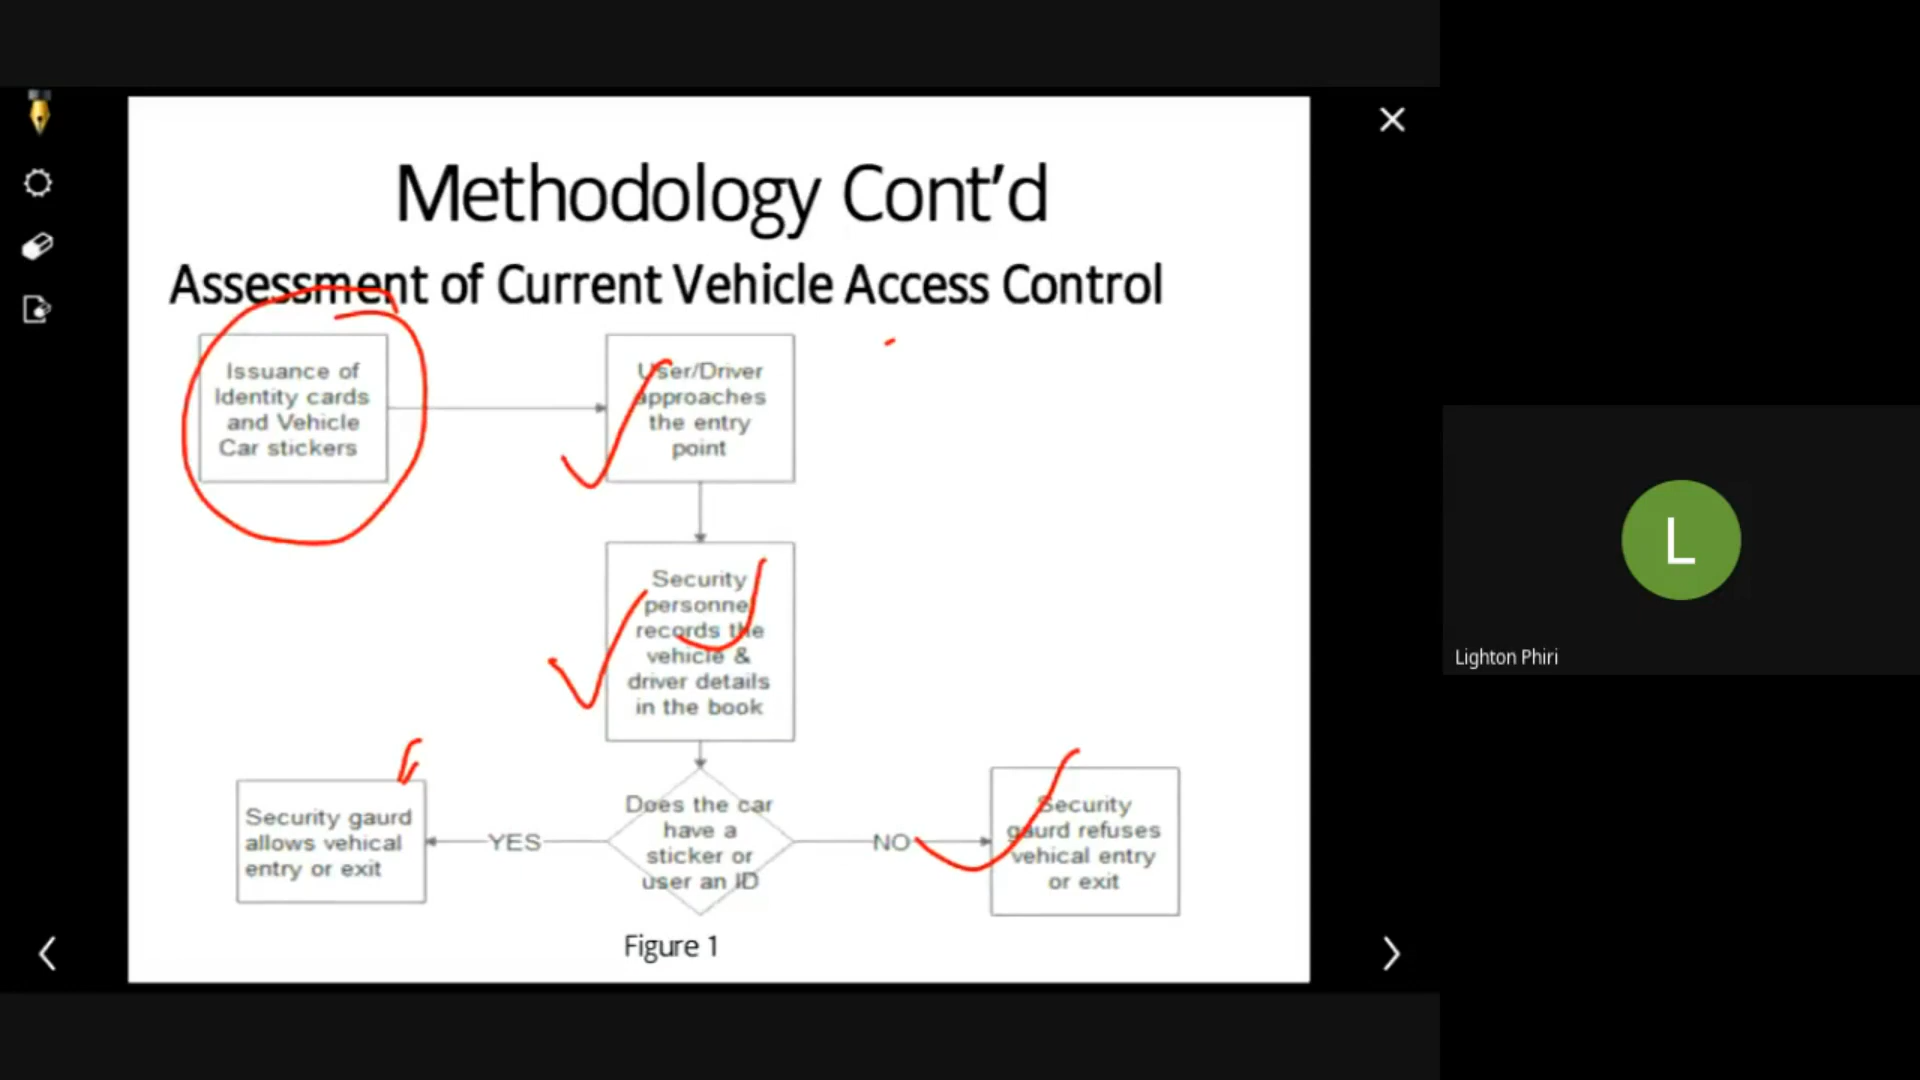 Methodology Cont’d
Assessment of Current Vehicle Access Control
Issuance of
Identity cards
and Vehicle
Car stickers
User/Driver
approaches
the entry
point
Security
personnel
records the
vehicle &
driver details
in the book
Security gaurd
allows vehical
entry or exit
YES
Does the car
have a
sticker or
user an ID
NO
Security
gaurd refuses
vehical entry
or exit
Figure 1
L
Lighton Phiri